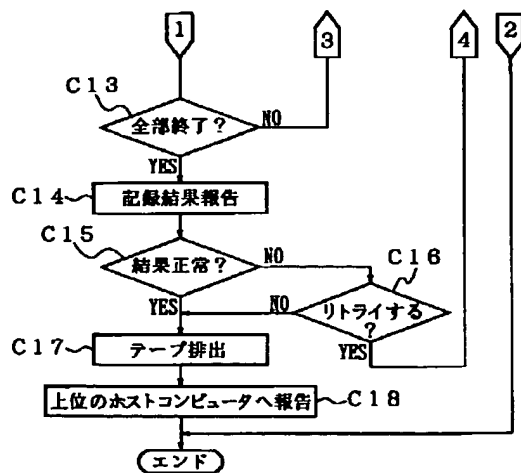 1
3
4
2
C13
全部終了?
NO
YES
C14
記録結果報告
C15
結果正常?
NO
C16
YES
NO
リトライする
?
YES
C17
テープ排出
上位のホストコンピュータへ報告
C18
エンド